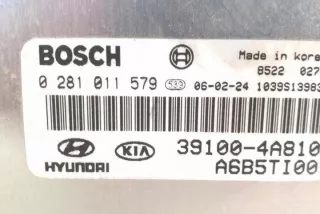 BOSCH
Made in kore
8522 027
0 281 011 579 06-02-24 1039S13983
HYUNDAI KIA 39100-4A810
A6B5TI00